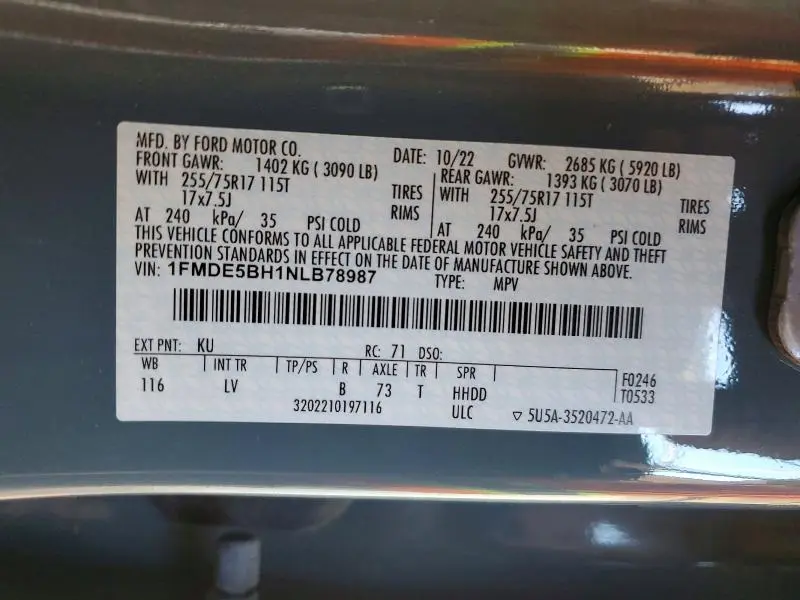 MFD. BY FORD MOTOR CO. DATE: 10/22 GVWR: 2685 KG ( 5920 LB)
FRONT GAWR: 1402 KG ( 3090 LB) REAR GAWR: 1393 KG ( 3070 LB)
WITH 255/75R17 115T TIRES WITH 255/75R17 115T TIRES
17x7.5J RIMS 17x7.5J RIMS
AT 240 kPa/ 35 PSI COLD AT 240 kPa/ 35 PSI COLD
THIS VEHICLE CONFORMS TO ALL APPLICABLE FEDERAL MOTOR VEHICLE SAFETY AND THEFT
PREVENTION STANDARDS IN EFFECT ON THE DATE OF MANUFACTURE SHOWN ABOVE.
VIN: 1FMDE5BH1NLB78987 TYPE: MPV
EXT PNT: KU RC: 71 DSO:
WB INT TR TP/PS R AXLE TR SPR F0246
116 LV B 73 T HHDD T0533
3202210197116 ULC ▽ 5U5A-3520472-AA